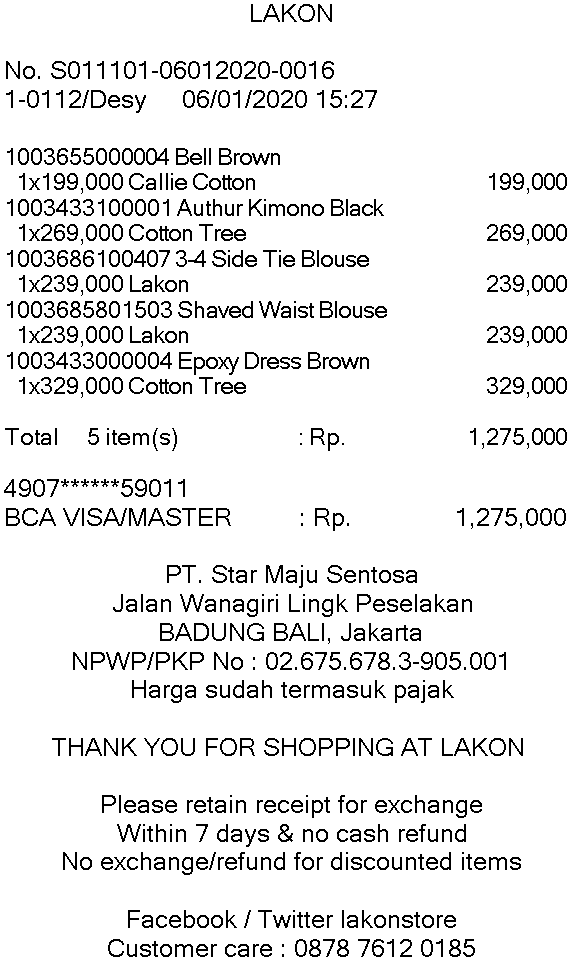 LAKON
No. S011101-06012020-0016
1-0112/Desy 06/01/2020 15:27
1003655000004 Bell Brown
1x199,000 Callie Cotton 199,000
1003433100001 Authur Kimono Black
1x269,000 Cotton Tree 269,000
1003686100407 3-4 Side Tie Blouse
1x239,000 Lakon 239,000
1003685801503 Shaved Waist Blouse
1x239,000 Lakon 239,000
1003433000004 Epoxy Dress Brown
1x329,000 Cotton Tree 329,000
Total 5 item(s) : Rp. 1,275,000
4907******59011
BCA VISA/MASTER : Rp. 1,275,000
PT. Star Maju Sentosa
Jalan Wanagiri Lingk Peselakan
BADUNG BALI, Jakarta
NPWP/PKP No : 02.675.678.3-905.001
Harga sudah termasuk pajak
THANK YOU FOR SHOPPING AT LAKON
Please retain receipt for exchange
Within 7 days & no cash refund
No exchange/refund for discounted items
Facebook / Twitter lakonstore
Customer care : 0878 7612 0185